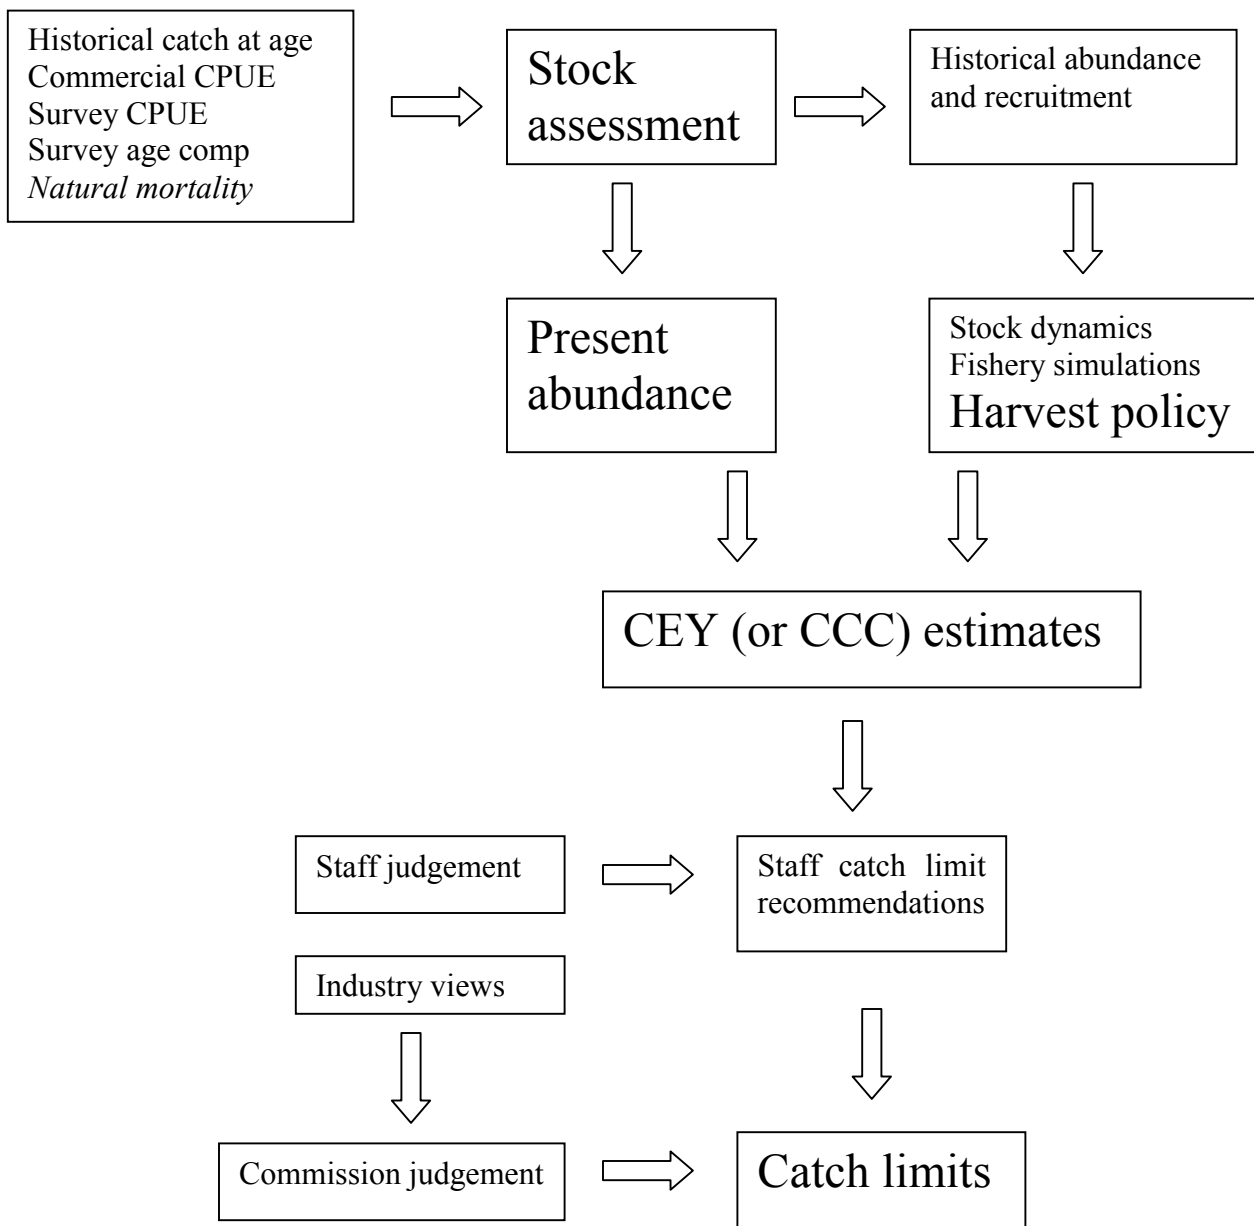 Historical catch at age
Commercial CPUE
Survey CPUE
Survey age comp
Natural mortality
Stock
assessment
Historical abundance
and recruitment
Present
abundance
Stock dynamics
Fishery simulations
Harvest policy
CEY (or CCC) estimates
Staff judgement
Staff catch limit
recommendations
Industry views
Commission judgement
Catch limits